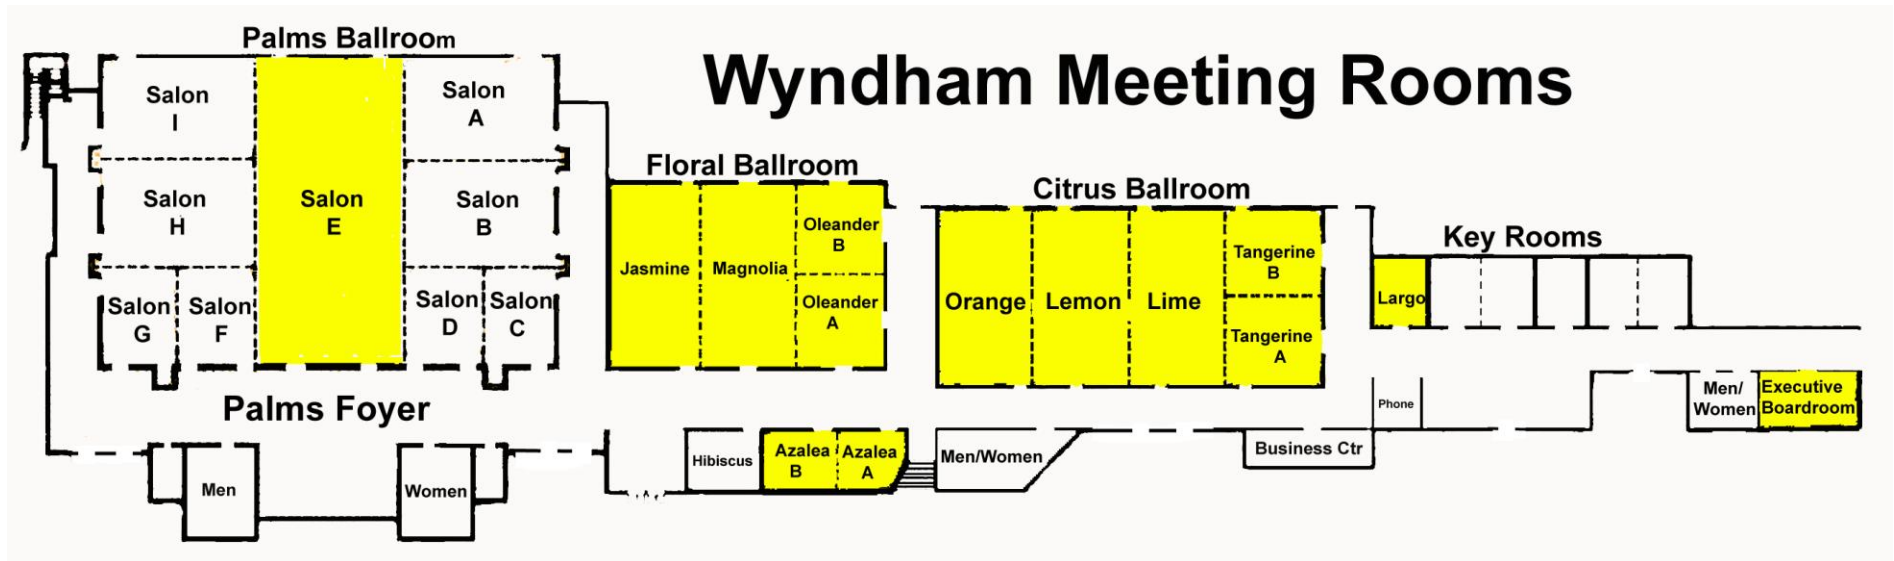 Palms Ballroom
Wyndham Meeting Rooms
Salon
I
Salon
A
Salon
H
Salon
E
Salon
B
Salon
G
Salon
F
Salon
D
Salon
C
Palms Foyer
Men
Women
Floral Ballroom
Jasmine
Magnolia
Oleander
B
Oleander
A
Hibiscus
Azalea
B
Azalea
A
Men/Women
Citrus Ballroom
Orange
Lemon
Lime
Tangerine
B
Tangerine
A
Business Ctr
Phone
Key Rooms
Largo
Men/
Women
Executive
Boardroom